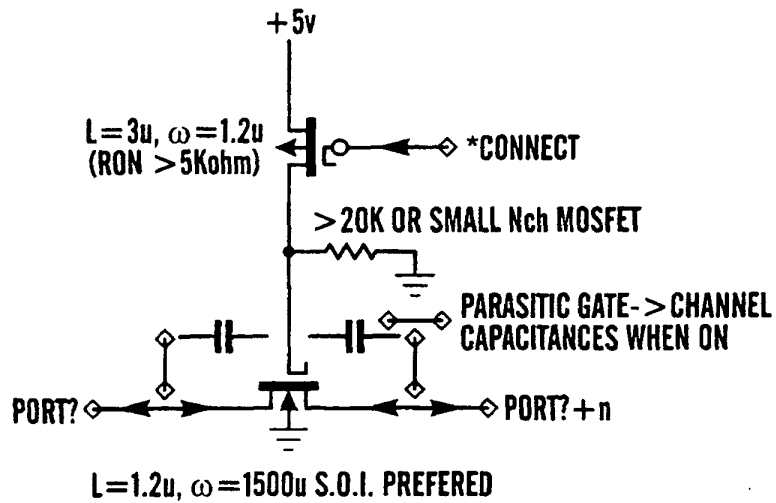 +5v
L=3u, ω=1.2u
(RON >5Kohm)
*CONNECT
>20K OR SMALL Nch MOSFET
PARASITIC GATE->CHANNEL
CAPACITANCES WHEN ON
PORT?
PORT?+n
L=1.2u, ω=1500u S.O.I. PREFERED